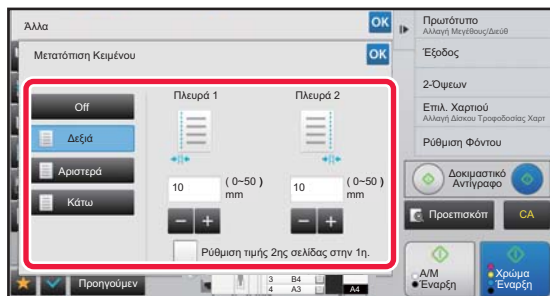 Άλλα
OK
Μετατόπιση Κειμένου
OK
Off
Δεξιά
Αριστερά
Κάτω
Πλευρά 1
Πλευρά 2
10
( 0~50 )
mm
10
( 0~50 )
mm
Ρύθμιση τιμής 2ης σελίδας στην 1η.
Προηγούμεν
3 B4
4 A3
A4
Πρωτότυπο
Αλλαγή Μεγέθους/Διεύθ
Έξοδος
2-Όψεων
Επιλ. Χαρτιού
Αλλαγή Δίσκου Τροφοδοσίας Χαρτ
Ρύθμιση Φόντου
Δοκιμαστικό
Αντίγραφο
Προεπισκόπ
CA
Α/Μ
Έναρξη
Χρώμα
Έναρξη